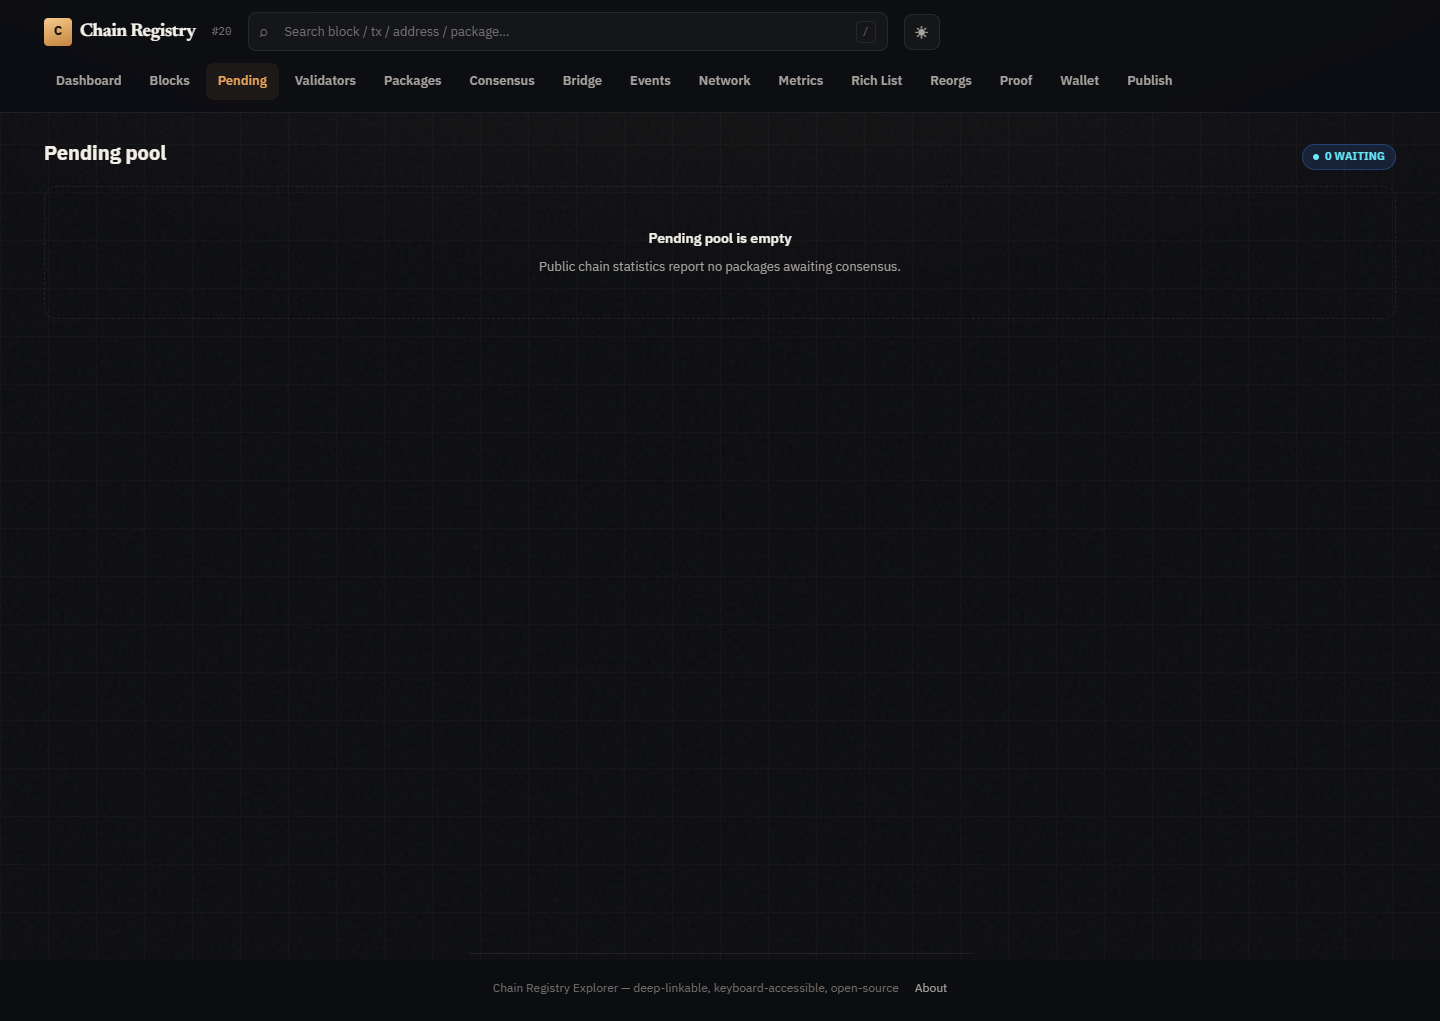 C Chain Registry #20 ⌕ Search block / tx / address / package... /
Dashboard Blocks Pending Validators Packages Consensus Bridge Events Network Metrics Rich List Reorgs Proof Wallet Publish
Pending pool
0 WAITING
Pending pool is empty
Public chain statistics report no packages awaiting consensus.
Chain Registry Explorer — deep-linkable, keyboard-accessible, open-source About